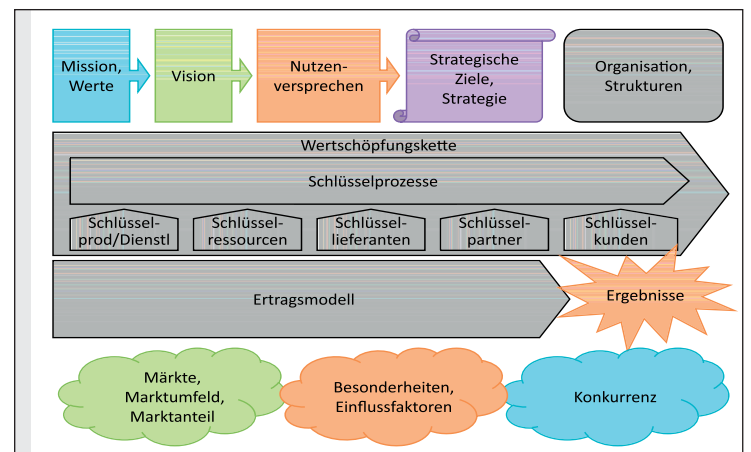 Mission,
Werte
Vision
Nutzen-
versprechen
Strategische
Ziele,
Strategie
Organisation,
Strukturen
Wertschöpfungskette
Schlüsselprozesse
Schlüssel-
prod/Dienstl
Schlüssel-
ressourcen
Schlüssel-
lieferanten
Schlüssel-
partner
Schlüssel-
kunden
Ertragsmodell
Ergebnisse
Märkte,
Marktumfeld,
Marktanteil
Besonderheiten,
Einflussfaktoren
Konkurrenz